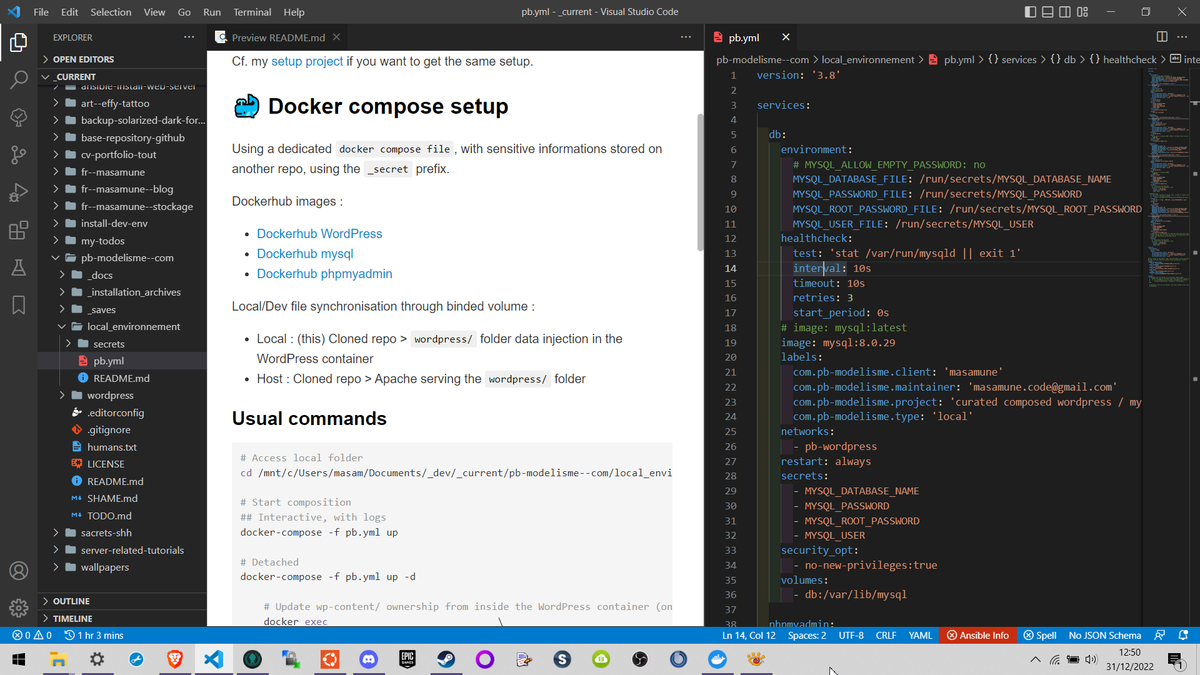 File Edit Selection View Go Run Terminal Help
pb.yml - _current - Visual Studio Code
EXPLORER
OPEN EDITORS
_CURRENT
ansible-install-web-server
art--effy-tattoo
backup-solarized-dark-for...
base-repository-github
cv-portfolio-tout
fr--masamune
fr--masamune--blog
fr--masamune--stockage
install-dev-env
my-todos
pb-modelisme--com
_docs
_installation_archives
_saves
local_environnement
secrets
pb.yml
README.md
wordpress
.editorconfig
.gitignore
humans.txt
LICENSE
README.md
SHAME.md
TODO.md
sacrets-shh
server-related-tutorials
wallpapers
OUTLINE
TIMELINE
Preview README.md
Cf. my setup project if you want to get the same setup.
Docker compose setup
Using a dedicated docker compose file , with sensitive informations stored on
another repo, using the _secret prefix.
Dockerhub images :
• Dockerhub WordPress
• Dockerhub mysql
• Dockerhub phpmyadmin
Local/Dev file synchronisation through binded volume :
• Local : (this) Cloned repo > wordpress/ folder data injection in the
WordPress container
• Host : Cloned repo > Apache serving the wordpress/ folder
Usual commands
# Access local folder
cd /mnt/c/Users/masam/Documents/_dev/_current/pb-modelisme--com/local_envi
# Start composition
## Interactive, with logs
docker-compose -f pb.yml up
# Detached
docker-compose -f pb.yml up -d
# Update wp-content/ ownership from inside the WordPress container (on
docker exec \
pb.yml
pb-modelisme--com > local_environnement > pb.yml > {} services > {} db > {} healthcheck > inte
1 version: '3.8'
2
3 services:
4
5 db:
6 environment:
7 # MYSQL_ALLOW_EMPTY_PASSWORD: no
8 MYSQL_DATABASE_FILE: /run/secrets/MYSQL_DATABASE_NAME
9 MYSQL_PASSWORD_FILE: /run/secrets/MYSQL_PASSWORD
10 MYSQL_ROOT_PASSWORD_FILE: /run/secrets/MYSQL_ROOT_PASSWORD
11 MYSQL_USER_FILE: /run/secrets/MYSQL_USER
12 healthcheck:
13 test: 'stat /var/run/mysqld || exit 1'
14 interval: 10s
15 timeout: 10s
16 retries: 3
17 start_period: 0s
18 # image: mysql:latest
19 image: mysql:8.0.29
20 labels:
21 com.pb-modelisme.client: 'masamune'
22 com.pb-modelisme.maintainer: 'masamune.code@gmail.com'
23 com.pb-modelisme.project: 'curated composed wordpress / my
24 com.pb-modelisme.type: 'local'
25 networks:
26 - pb-wordpress
27 restart: always
28 secrets:
29 - MYSQL_DATABASE_NAME
30 - MYSQL_PASSWORD
31 - MYSQL_ROOT_PASSWORD
32 - MYSQL_USER
33 security_opt:
34 - no-new-privileges:true
35 volumes:
36 - db:/var/lib/mysql
37
38 phpmyadmin:
0 0 1 hr 3 mins
Ln 14, Col 12 Spaces: 2 UTF-8 CRLF YAML Ansible Info Spell No JSON Schema
EPIC GAMES
12:50
31/12/2022
1